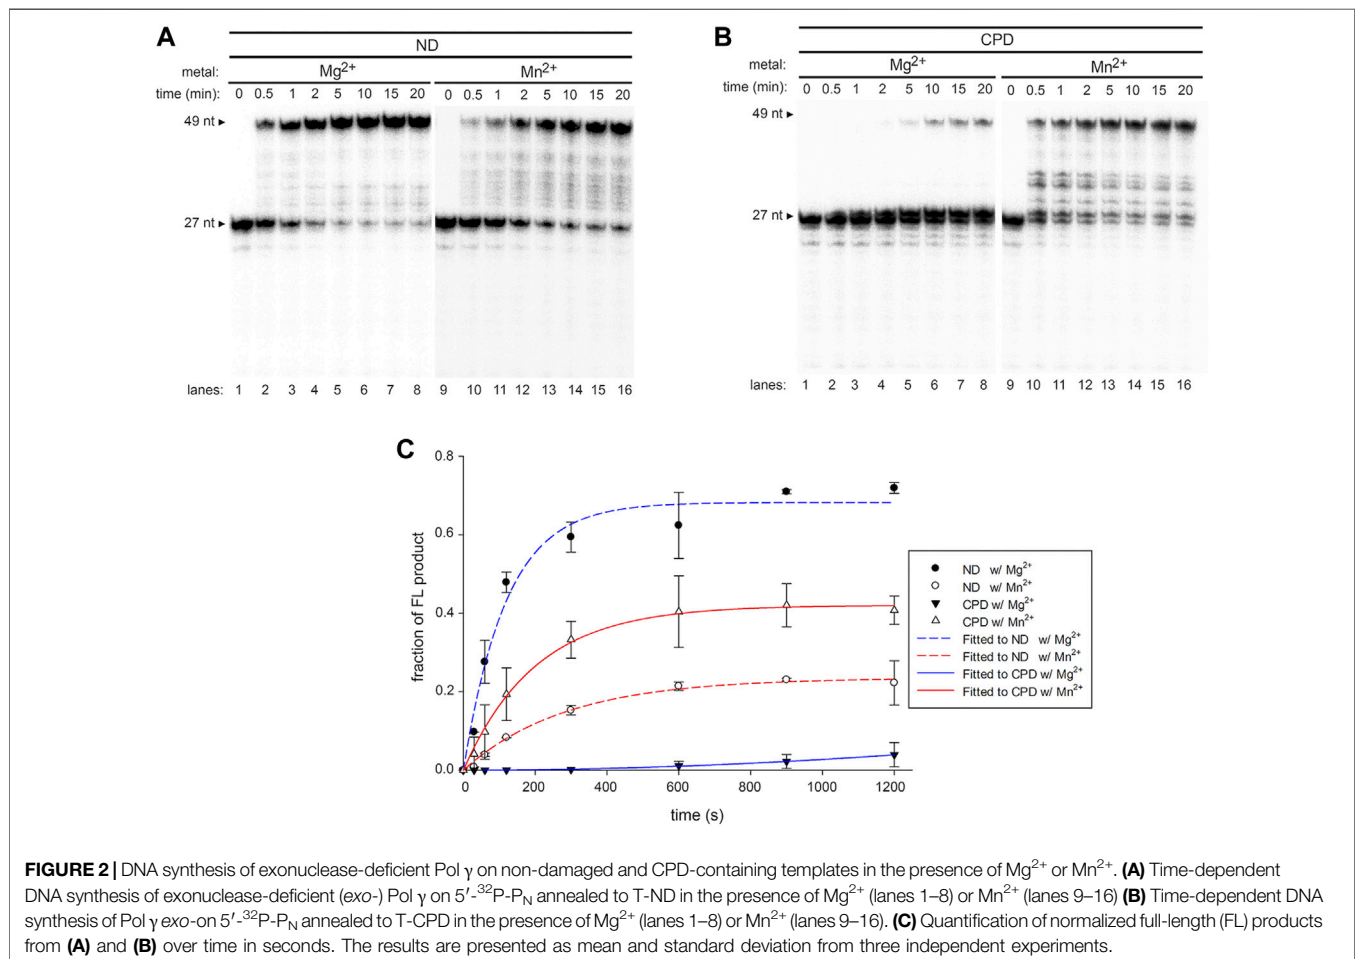 A
ND
metal: Mg2+ Mn2+
time (min): 0 0.5 1 2 5 10 15 20 0 0.5 1 2 5 10 15 20
49 nt ▸
27 nt ▸
lanes: 1 2 3 4 5 6 7 8 9 10 11 12 13 14 15 16
B
CPD
metal: Mg2+ Mn2+
time (min): 0 0.5 1 2 5 10 15 20 0 0.5 1 2 5 10 15 20
49 nt ▸
27 nt ▸
lanes: 1 2 3 4 5 6 7 8 9 10 11 12 13 14 15 16
C
fraction of FL product
0.8
0.6
0.4
0.2
0.0
0 200 400 600 800 1000 1200
time (s)
ND w/ Mg2+
ND w/ Mn2+
CPD w/ Mg2+
CPD w/ Mn2+
Fitted to ND w/ Mg2+
Fitted to ND w/ Mn2+
Fitted to CPD w/ Mg2+
Fitted to CPD w/ Mn2+
FIGURE 2 | DNA synthesis of exonuclease-deficient Pol γ on non-damaged and CPD-containing templates in the presence of Mg2+ or Mn2+. (A) Time-dependent
DNA synthesis of exonuclease-deficient (exo-) Pol γ on 5′-32P-PN annealed to T-ND in the presence of Mg2+ (lanes 1–8) or Mn2+ (lanes 9–16) (B) Time-dependent DNA
synthesis of Pol γ exo-on 5′-32P-PN annealed to T-CPD in the presence of Mg2+ (lanes 1–8) or Mn2+ (lanes 9–16). (C) Quantification of normalized full-length (FL) products
from (A) and (B) over time in seconds. The results are presented as mean and standard deviation from three independent experiments.